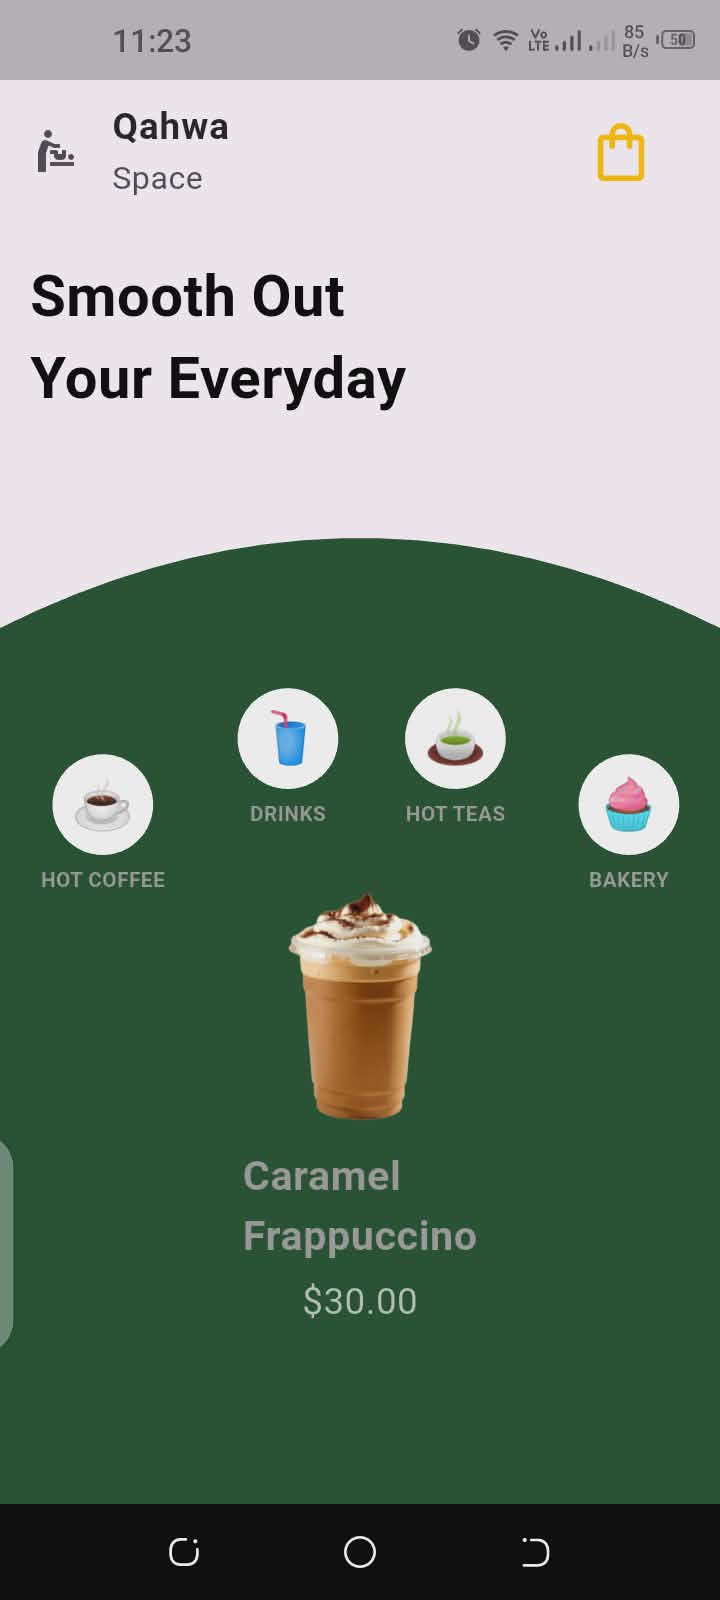 11:23
Vo
LTE
85
B/s
50
Qahwa
Space
Smooth Out
Your Everyday
DRINKS
HOT TEAS
HOT COFFEE
BAKERY
Caramel
Frappuccino
$30.00